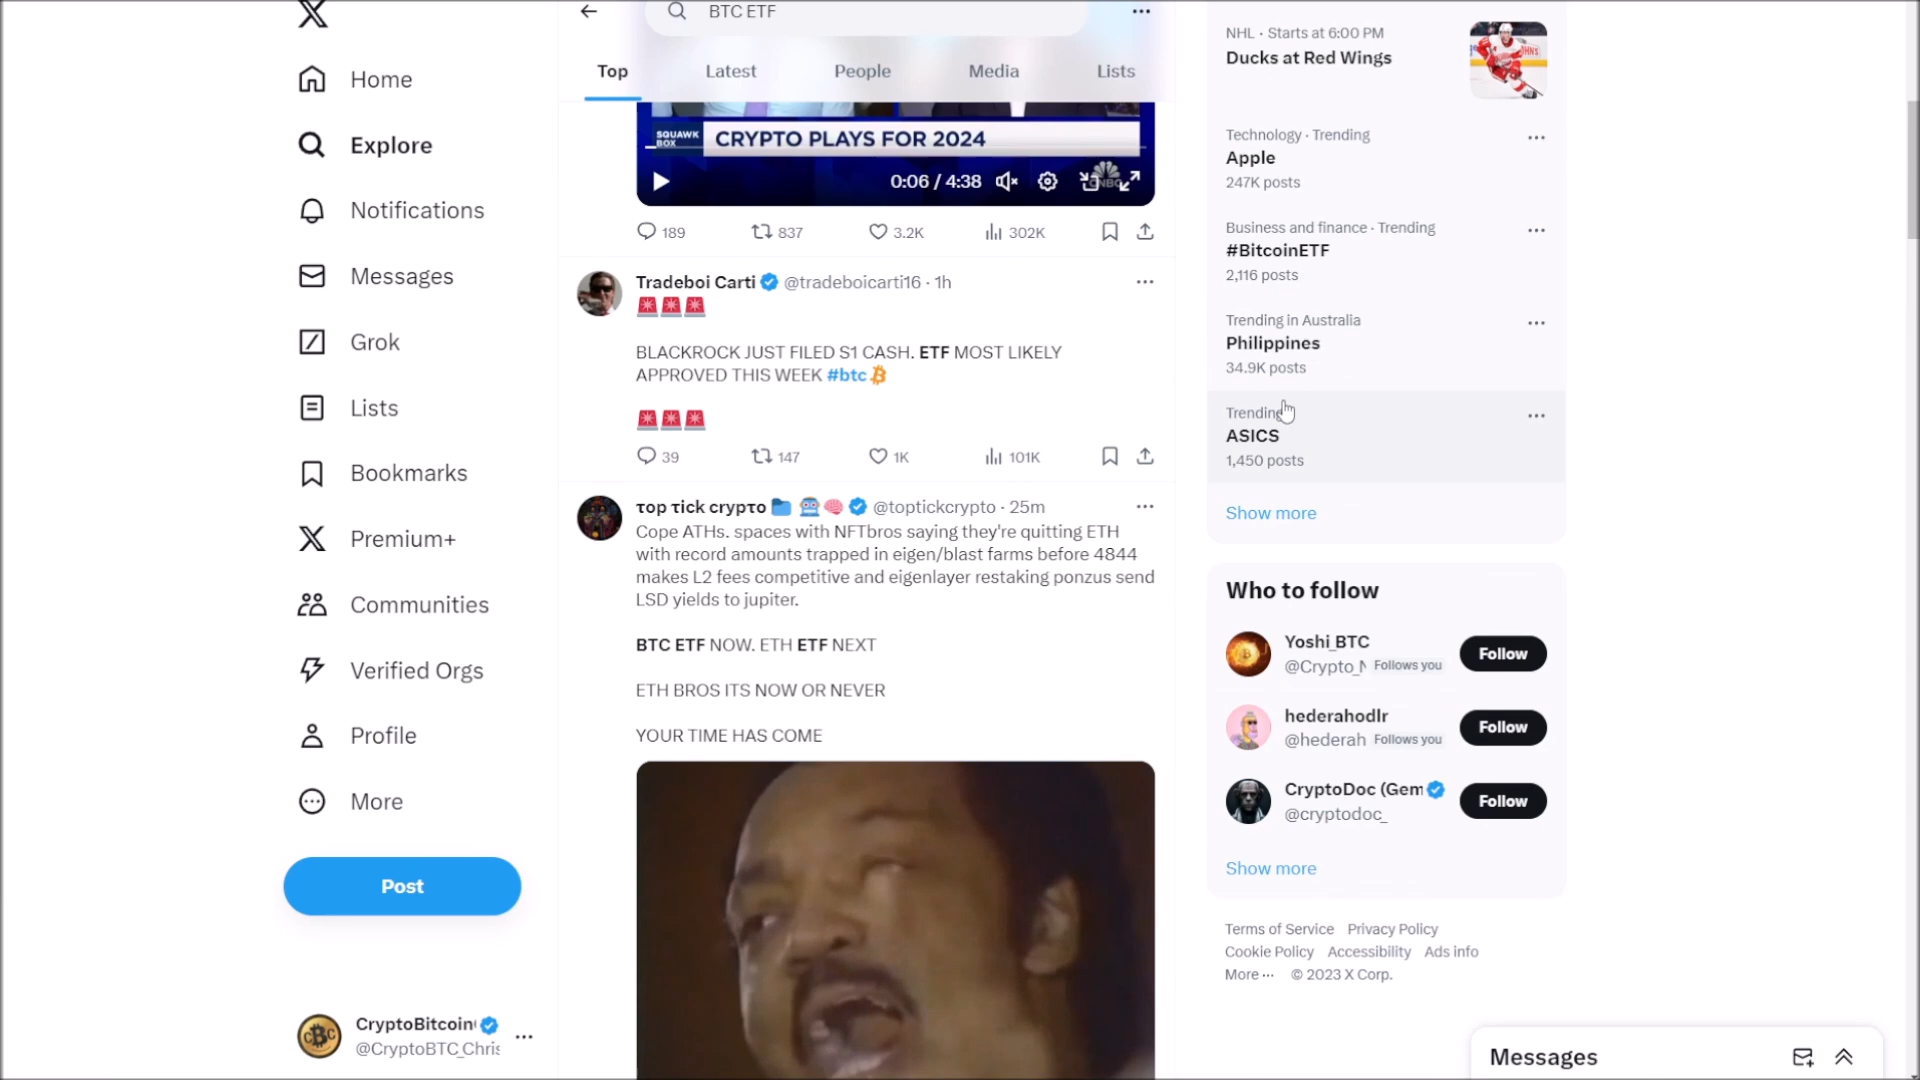 Home
Explore
Notifications
Messages
Grok
Lists
Bookmarks
Premium+
Communities
Verified Orgs
Profile
More
Post
CryptoBitcoin
@CryptoBTC_Chris
BTC ETF
Top Latest People Media Lists
SQUAWK BOX CRYPTO PLAYS FOR 2024
0:06 / 4:38
189 837 3.2K 302K
Tradeboi Carti @tradeboicarti16 · 1h
BLACKROCK JUST FILED S1 CASH. ETF MOST LIKELY
APPROVED THIS WEEK #btc
39 147 1K 101K
τop τick crypτo @toptickcrypto · 25m
Cope ATHs. spaces with NFTbros saying they're quitting ETH
with record amounts trapped in eigen/blast farms before 4844
makes L2 fees competitive and eigenlayer restaking ponzus send
LSD yields to jupiter.
BTC ETF NOW. ETH ETF NEXT
ETH BROS ITS NOW OR NEVER
YOUR TIME HAS COME
NHL · Starts at 6:00 PM
Ducks at Red Wings
Technology · Trending
Apple
247K posts
Business and finance · Trending
#BitcoinETF
2,116 posts
Trending in Australia
Philippines
34.9K posts
Trending
ASICS
1,450 posts
Show more
Who to follow
Yoshi_BTC
@Crypto_ Follows you Follow
hederahodlr
@hederah Follows you Follow
CryptoDoc (Gem
@cryptodoc_ Follow
Show more
Terms of Service Privacy Policy
Cookie Policy Accessibility Ads info
More ··· © 2023 X Corp.
Messages